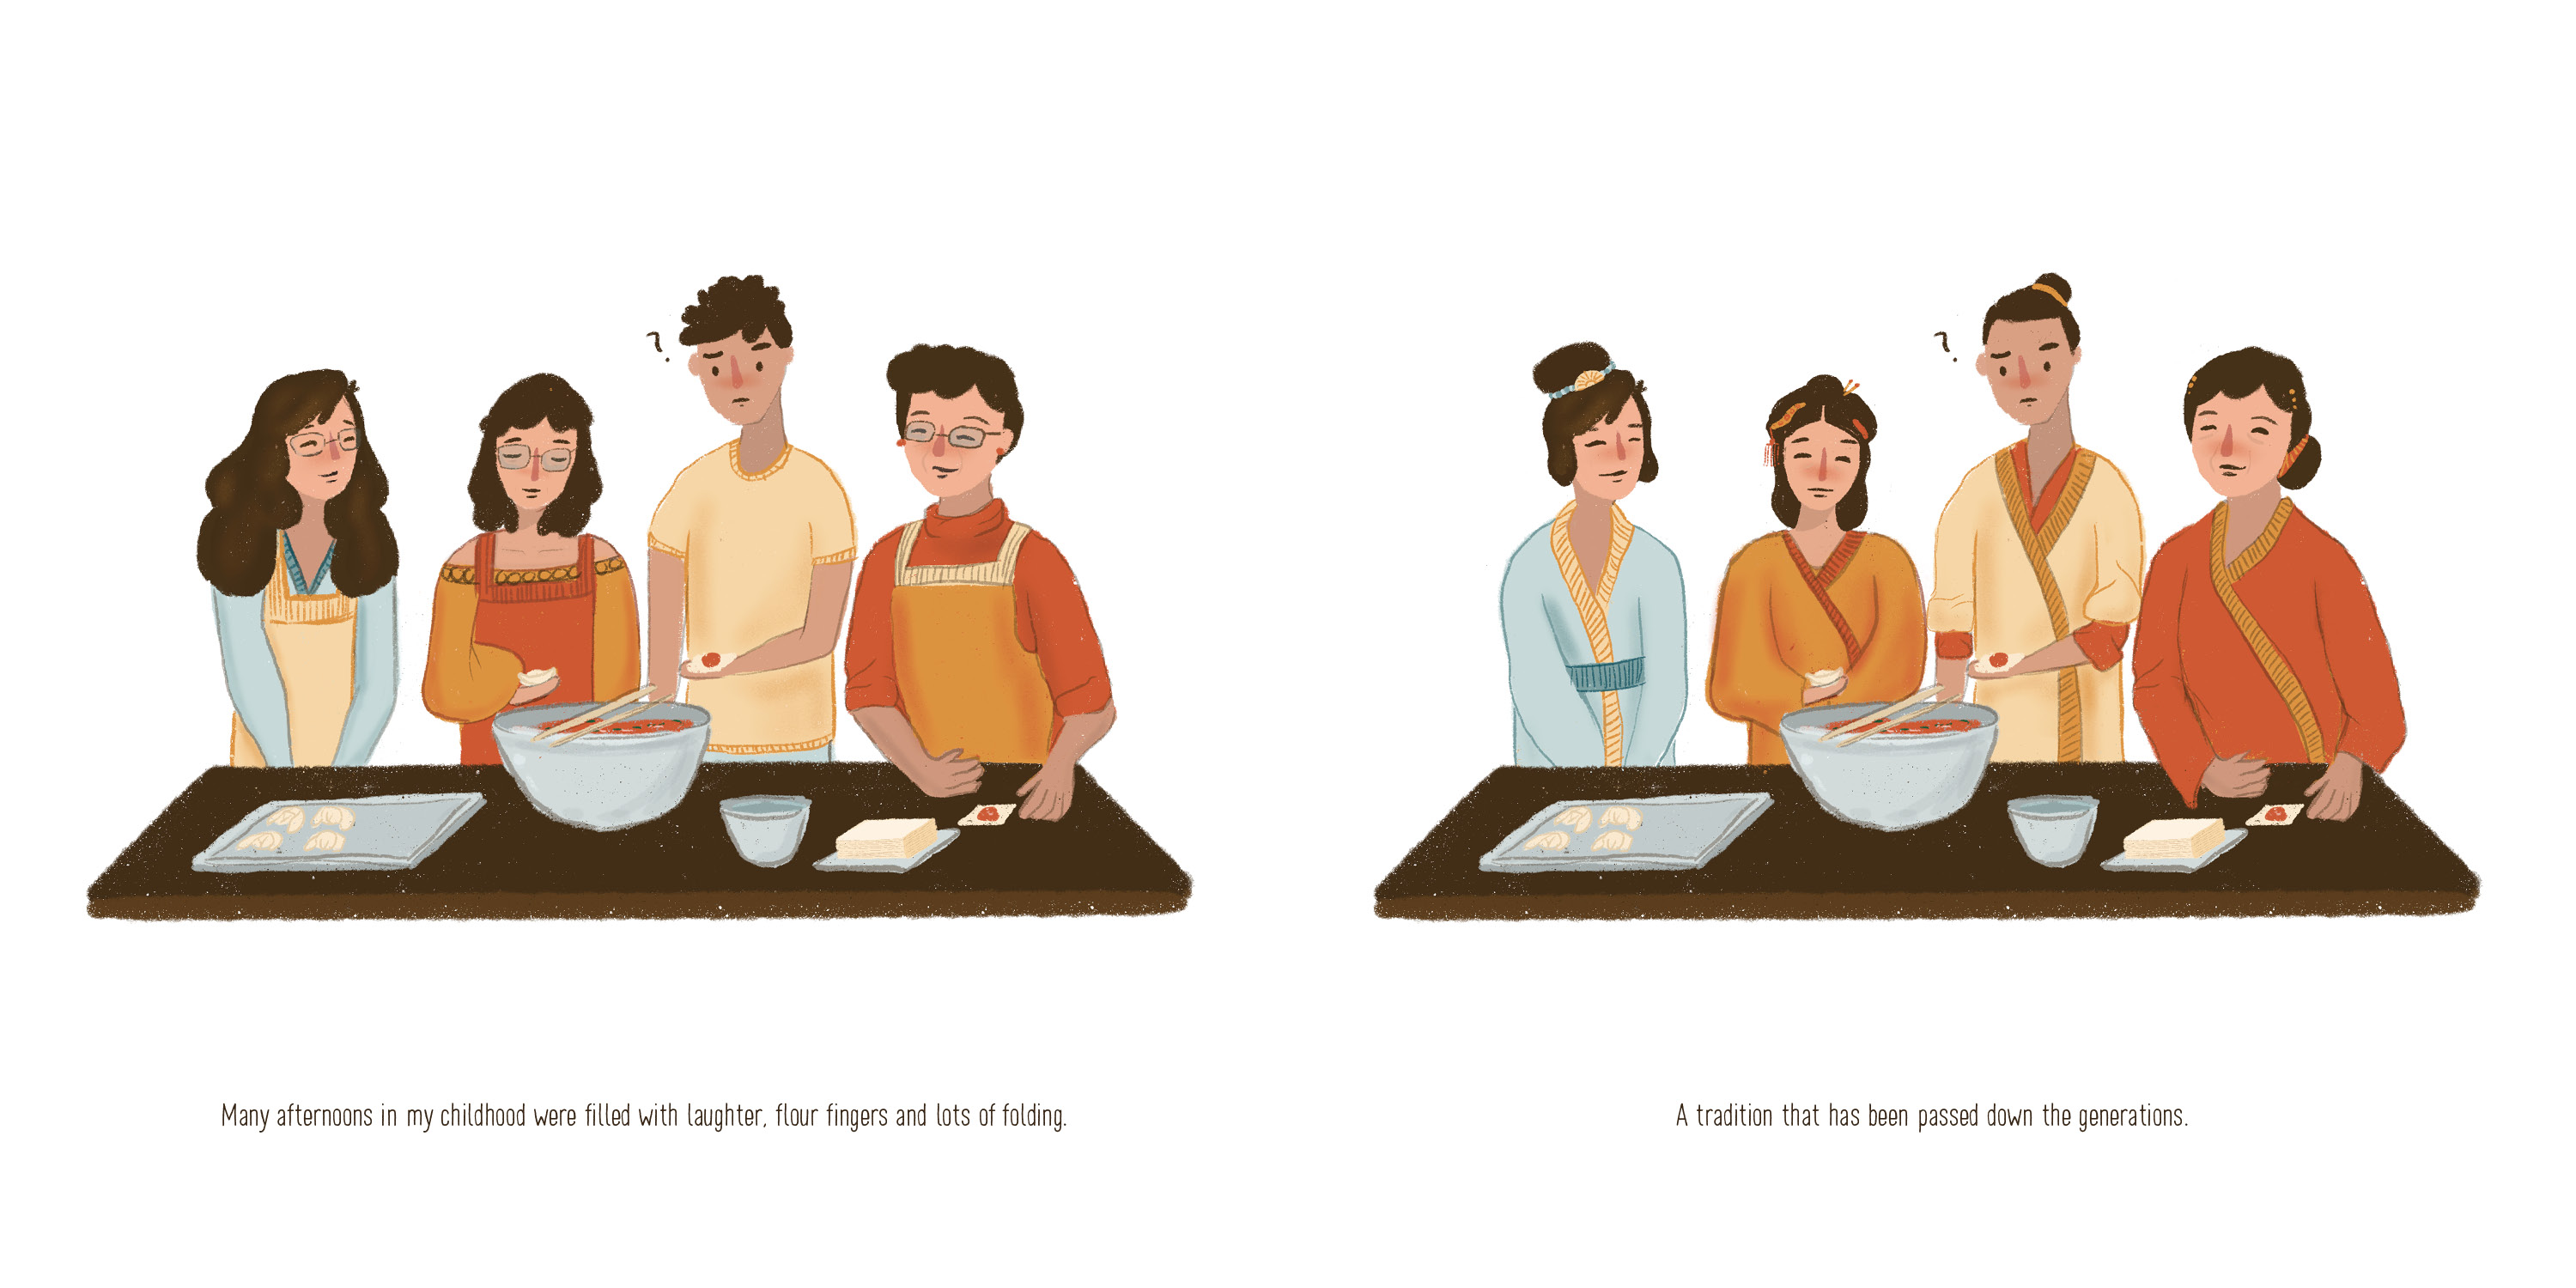 ?
?
Many afternoons in my childhood were filled with laughter, flour fingers and lots of folding.
A tradition that has been passed down the generations.